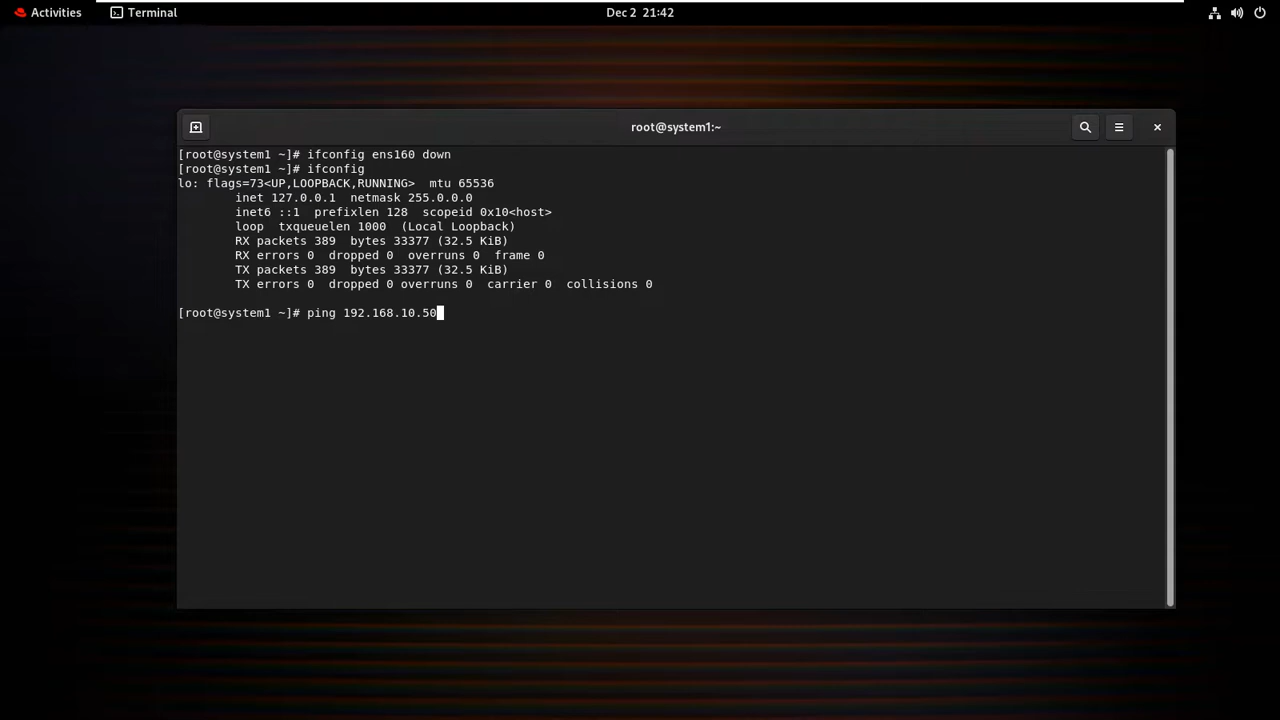 Activities
Terminal
Dec 2 21:42
root@system1:~
[root@system1 ~]# ifconfig ens160 down
[root@system1 ~]# ifconfig
lo: flags=73<UP,LOOPBACK,RUNNING>  mtu 65536
        inet 127.0.0.1  netmask 255.0.0.0
        inet6 ::1  prefixlen 128  scopeid 0x10<host>
        loop  txqueuelen 1000  (Local Loopback)
        RX packets 389  bytes 33377 (32.5 KiB)
        RX errors 0  dropped 0  overruns 0  frame 0
        TX packets 389  bytes 33377 (32.5 KiB)
        TX errors 0  dropped 0 overruns 0  carrier 0  collisions 0
[root@system1 ~]# ping 192.168.10.50